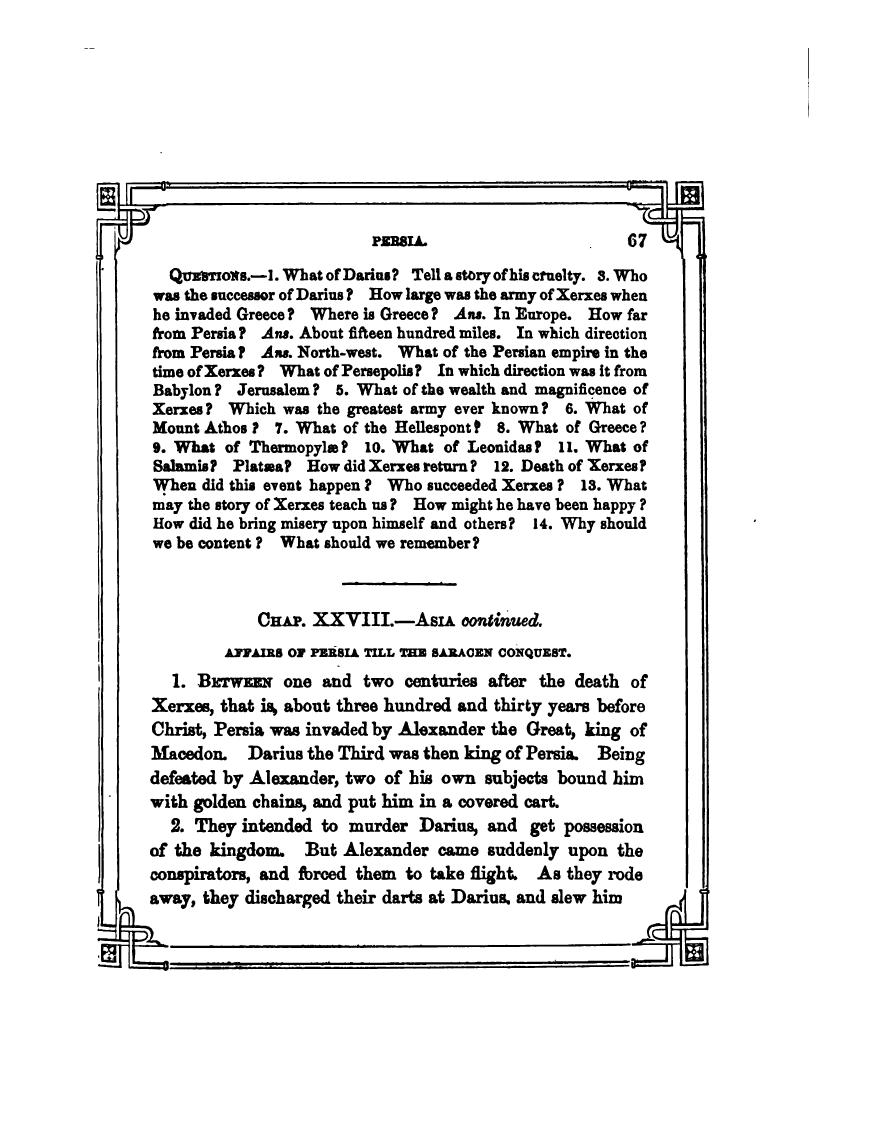 PERSIA. 67
QUESTIONS.—1. What of Darius? Tell a story of his cruelty. 3. Who
was the successor of Darius? How large was the army of Xerxes when
he invaded Greece? Where is Greece? Ans. In Europe. How far
from Persia? Ans. About fifteen hundred miles. In which direction
from Persia? Ans. North-west. What of the Persian empire in the
time of Xerxes? What of Persepolis? In which direction was it from
Babylon? Jerusalem? 5. What of the wealth and magnificence of
Xerxes? Which was the greatest army ever known? 6. What of
Mount Athos? 7. What of the Hellespont? 8. What of Greece?
9. What of Thermopylæ? 10. What of Leonidas? 11. What of
Salamis? Platæa? How did Xerxes return? 12. Death of Xerxes?
When did this event happen? Who succeeded Xerxes? 13. What
may the story of Xerxes teach us? How might he have been happy?
How did he bring misery upon himself and others? 14. Why should
we be content? What should we remember?
CHAP. XXVIII.—ASIA continued.
AFFAIRS OF PERSIA TILL THE SARACEN CONQUEST.
1. BETWEEN one and two centuries after the death of
Xerxes, that is, about three hundred and thirty years before
Christ, Persia was invaded by Alexander the Great, king of
Macedon. Darius the Third was then king of Persia. Being
defeated by Alexander, two of his own subjects bound him
with golden chains, and put him in a covered cart.
2. They intended to murder Darius, and get possession
of the kingdom. But Alexander came suddenly upon the
conspirators, and forced them to take flight. As they rode
away, they discharged their darts at Darius, and slew him